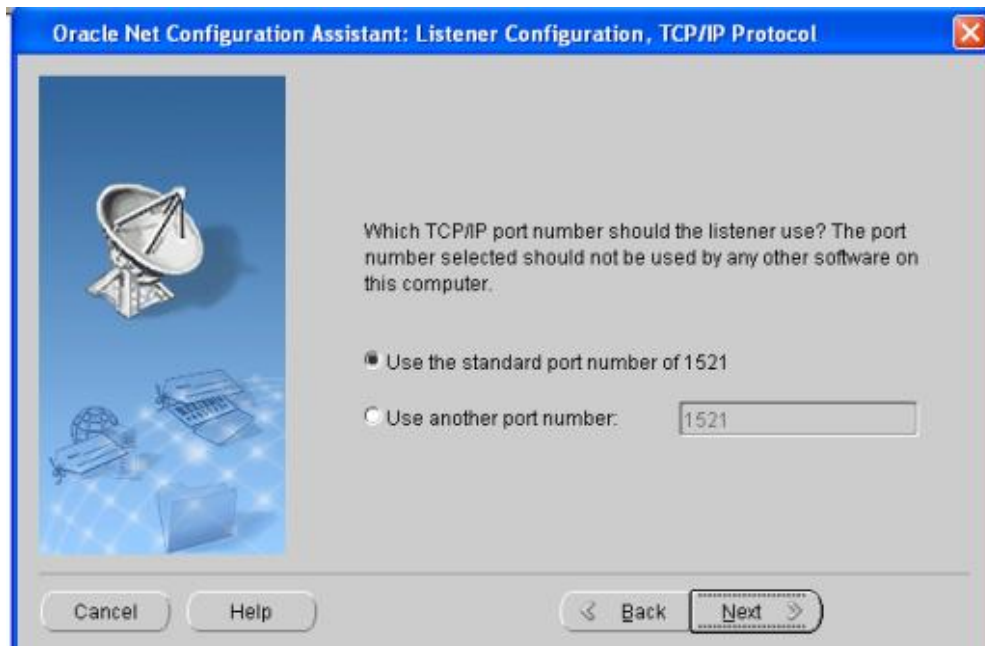 Oracle Net Configuration Assistant: Listener Configuration, TCP/IP Protocol
Which TCP/IP port number should the listener use? The port
number selected should not be used by any other software on
this computer.
Use the standard port number of 1521
Use another port number: 1521
Cancel Help Back Next